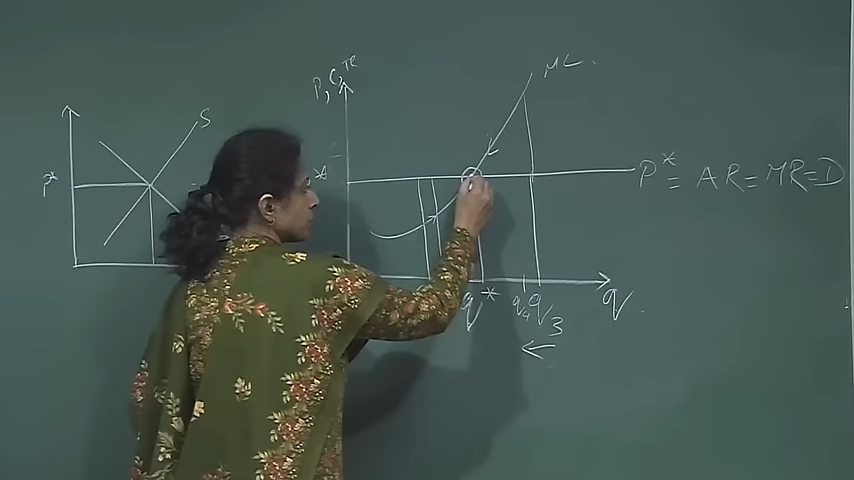 S
P*
P, C, TR
MC
P* = AR = MR = D
q*
q₄
q₃
q